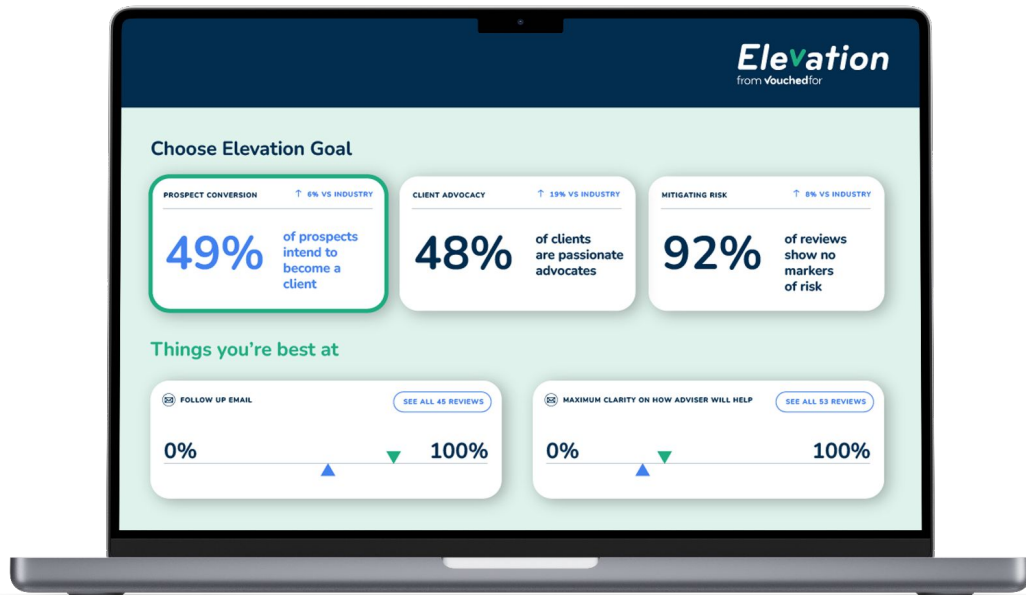 Elevation
from vouchedfor
Choose Elevation Goal
PROSPECT CONVERSION
↑ 6% VS INDUSTRY
49%
of prospects
intend to
become a
client
CLIENT ADVOCACY
↑ 19% VS INDUSTRY
48%
of clients
are passionate
advocates
MITIGATING RISK
↑ 8% VS INDUSTRY
92%
of reviews
show no
markers
of risk
Things you're best at
FOLLOW UP EMAIL
SEE ALL 45 REVIEWS
0%
100%
MAXIMUM CLARITY ON HOW ADVISER WILL HELP
SEE ALL 53 REVIEWS
0%
100%